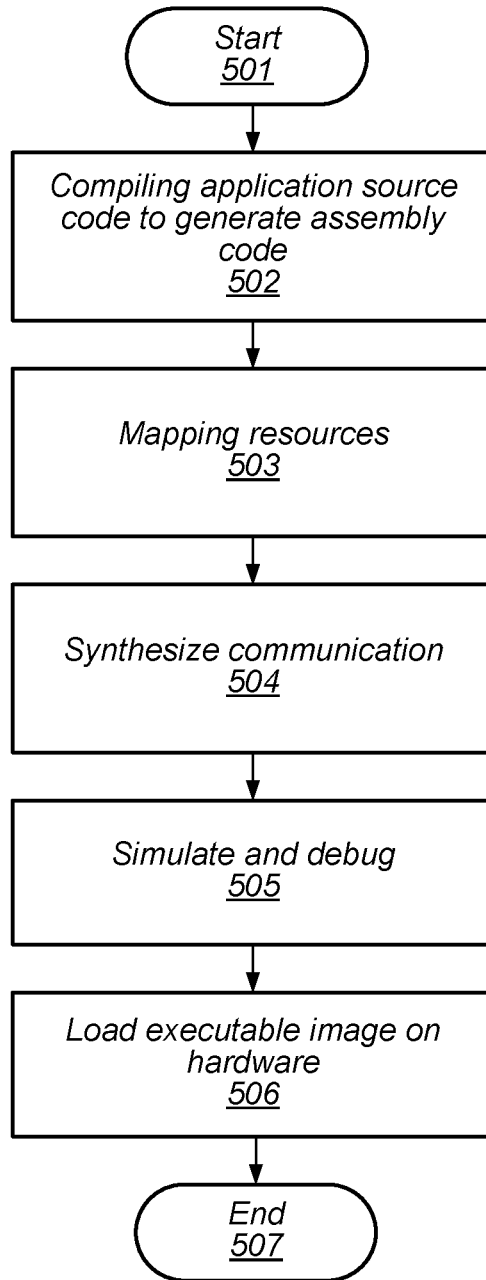 Start
501
Compiling application source
code to generate assembly
code
502
Mapping resources
503
Synthesize communication
504
Simulate and debug
505
Load executable image on
hardware
506
End
507